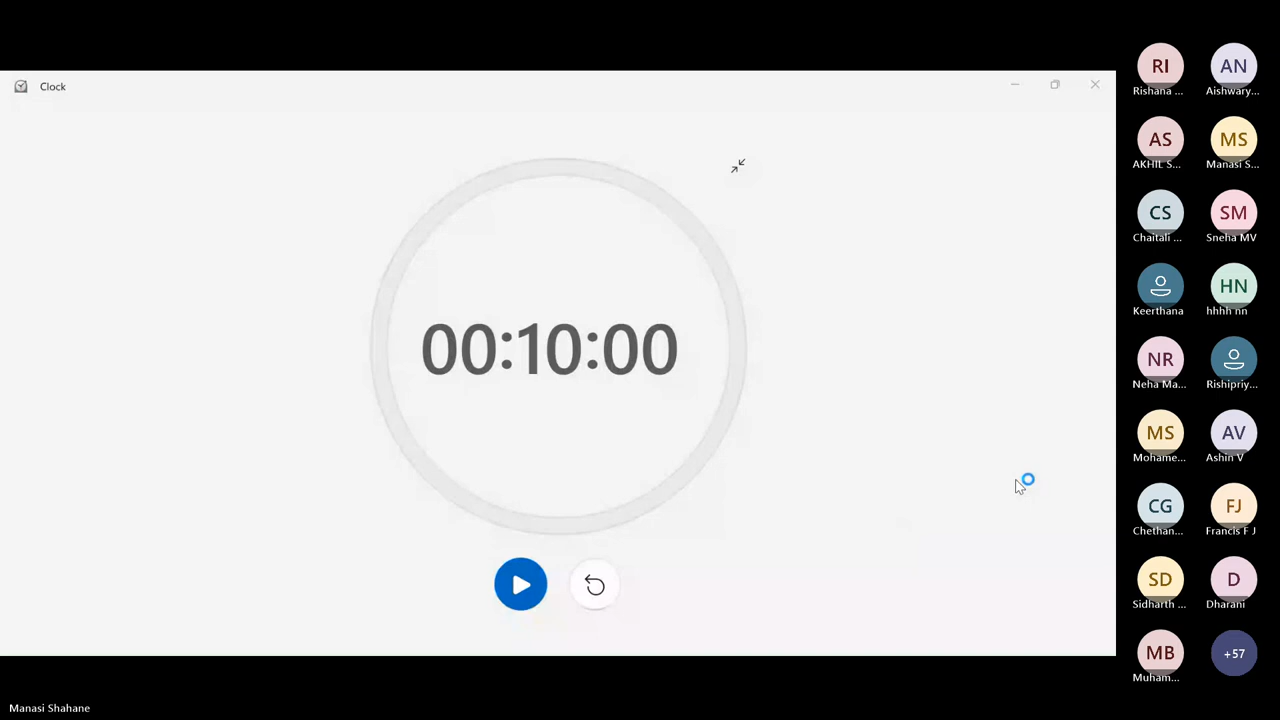 Clock
00:10:00
RI
Rishana ...
AN
Aishwary...
AS
AKHIL S...
MS
Manasi S...
CS
Chaitali ...
SM
Sneha MV
Keerthana
HN
hhhh nn
NR
Neha Ma...
Rishipriy...
MS
Mohame...
AV
Ashin V
CG
Chethan...
FJ
Francis F J
SD
Sidharth ...
D
Dharani
MB
Muham...
+57
Manasi Shahane